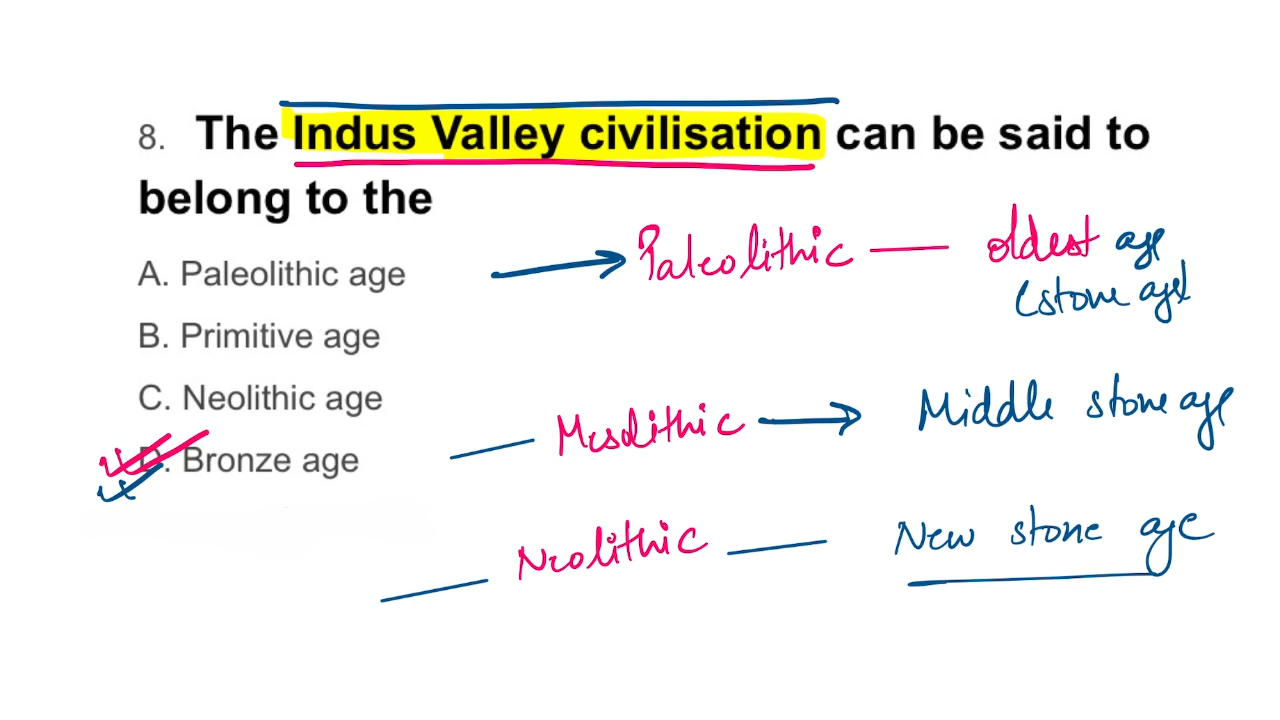 8. The Indus Valley civilisation can be said to
belong to the
A. Paleolithic age
Paleolithic — oldest age
(stone age)
B. Primitive age
C. Neolithic age
Mesolithic → Middle stone age
D. Bronze age
Neolithic — New stone age